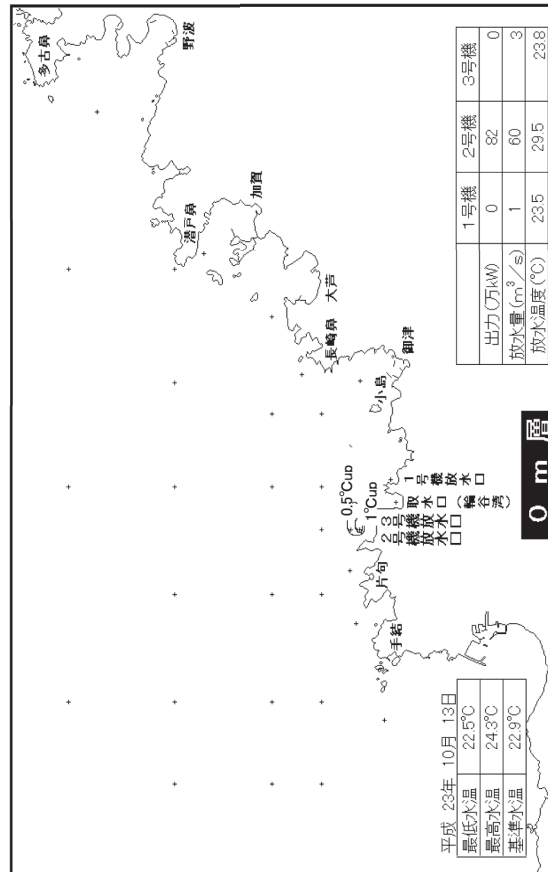 多古鼻
野波
潜戸鼻
加賀
大芦
長崎鼻
御津
小島
0.5℃up
1℃up
1号機放水口
取水口（輪谷湾）
3号機放水口
2号機放水口
片句
手結
平成 23年 10月 13日
最低水温 22.5℃
最高水温 24.3℃
基準水温 22.9℃
0 m 層
1号機 2号機 3号機
出力(万kW) 0 82 0
放水量(m³/s) 1 60 3
放水温度(℃) 23.5 29.5 23.8